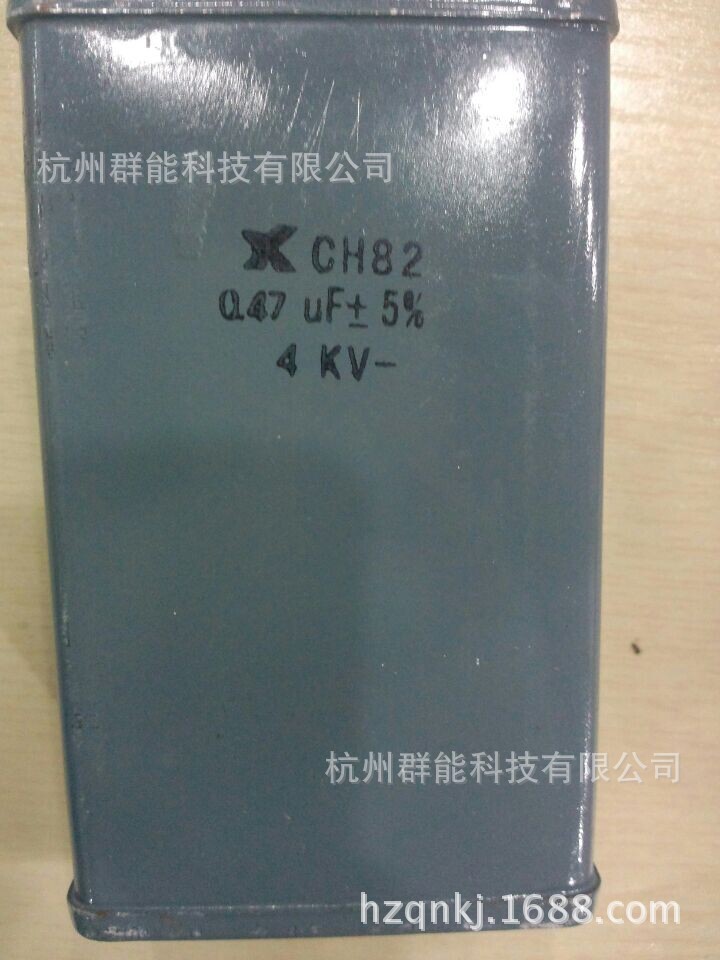 杭州群能科技有限公司
CH82
0.47 uF± 5%
4 KV-
杭州群能科技有限公司
hzqnkj.1688.com